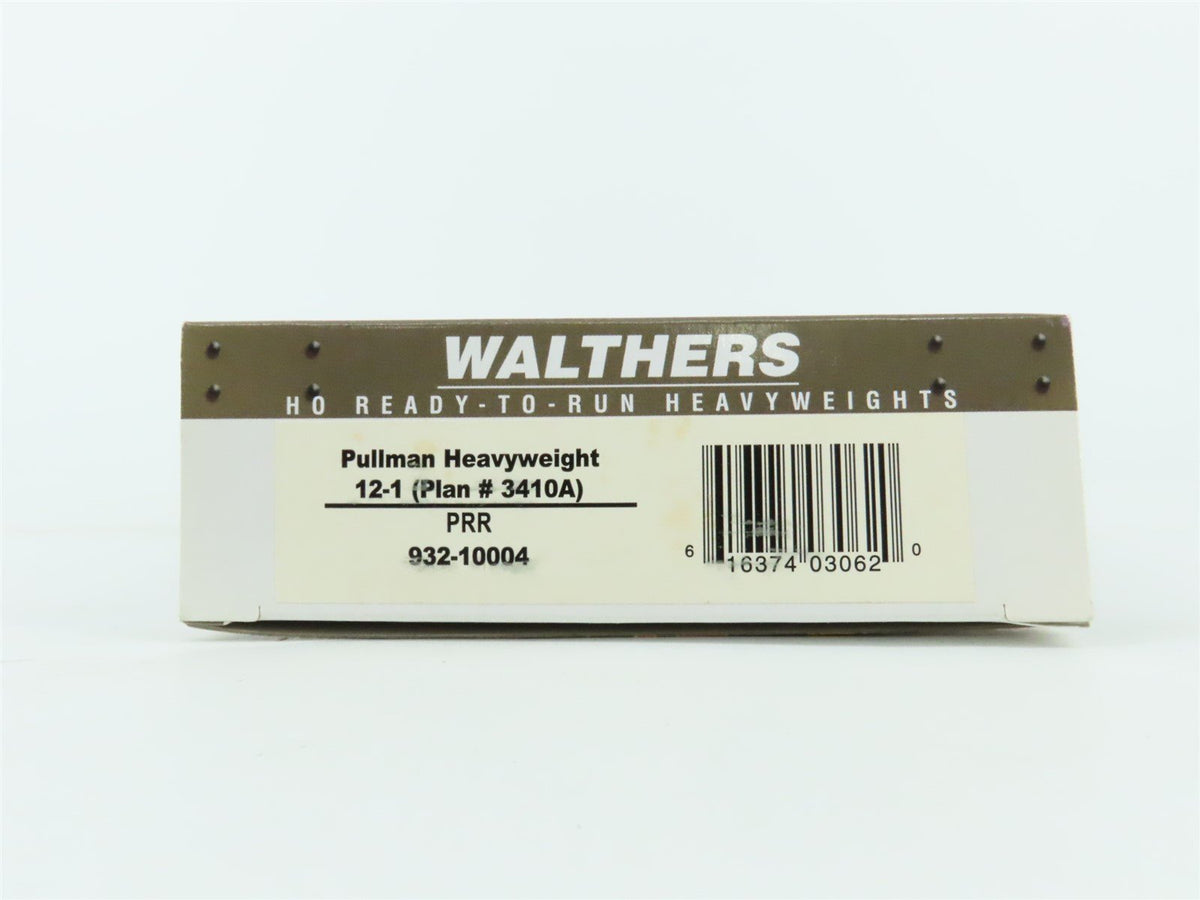 WALTHERS
HO READY-TO-RUN HEAVYWEIGHTS
Pullman Heavyweight
12-1 (Plan # 3410A)
PRR
932-10004
6 16374 03062 0